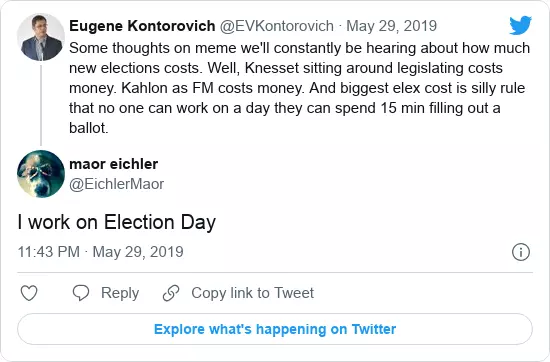 Eugene Kontorovich @EVKontorovich · May 29, 2019
Some thoughts on meme we'll constantly be hearing about how much
new elections costs. Well, Knesset sitting around legislating costs
money. Kahlon as FM costs money. And biggest elex cost is silly rule
that no one can work on a day they can spend 15 min filling out a
ballot.
maor eichler
@EichlerMaor
I work on Election Day
11:43 PM · May 29, 2019
Reply
Copy link to Tweet
Explore what's happening on Twitter